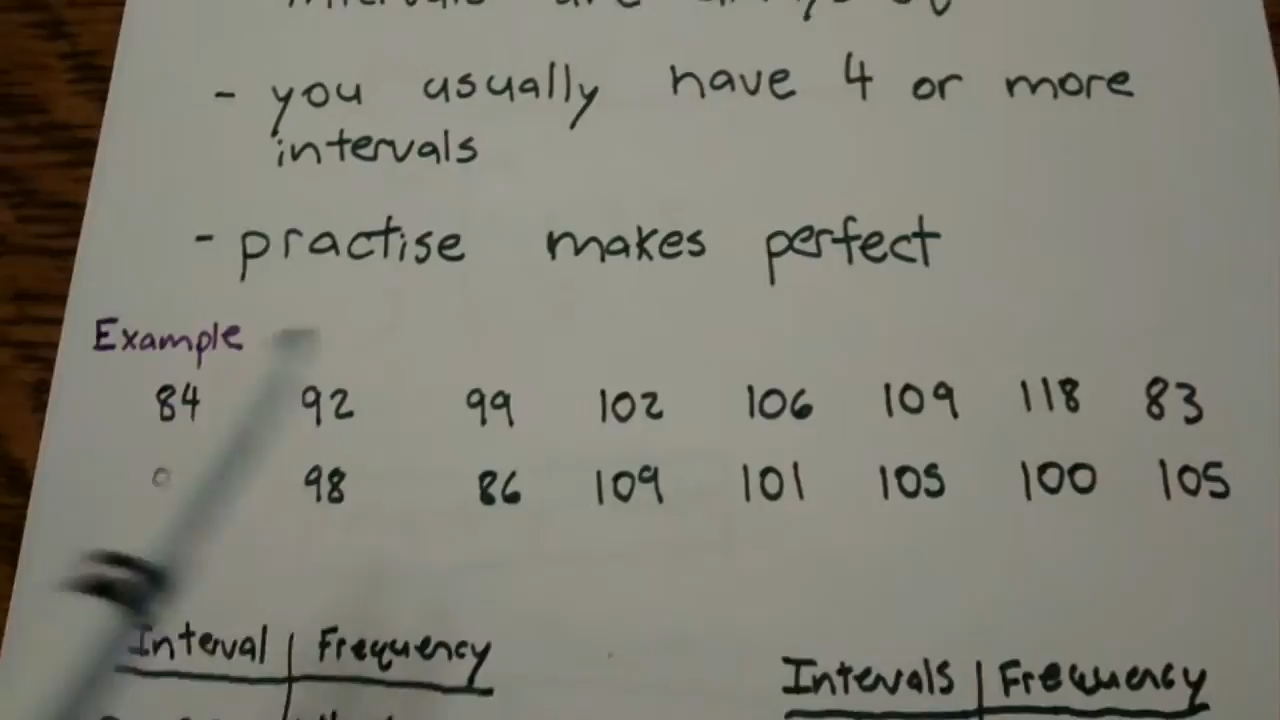 - you usually have 4 or more
intervals
- practise makes perfect
Example
84 92 99 102 106 109 118 83
98 86 109 101 105 100 105
Interval | Frequency
Intervals | Frequency